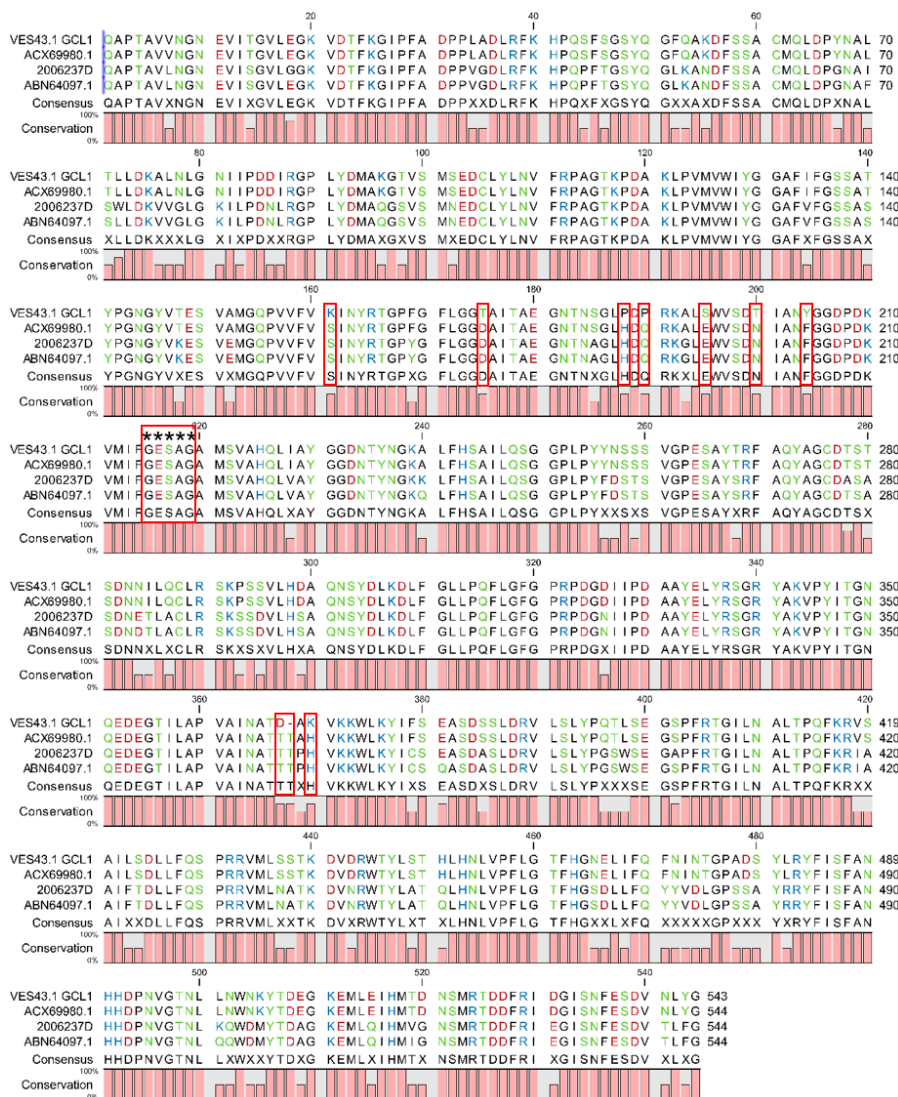 20 40 60
VES43.1 GCL1 QAPTAVVNGN EVITGVLEGK VDTFKGIPFA DPPLADLRFK HPQSFSGSYQ GFQAKDFSSA CMQLDPYNAL 70
ACX69980.1 QAPTAVVNGN EVITGVLEGK VDTFKGIPFA DPPLADLRFK HPQSFSGSYQ GFQAKDFSSA CMQLDPYNAL 70
2006237D QAPTAVLNGN EVISGVLGGK VDTFKGIPFA DPPVGDLRFK HPQPFTGSYQ GLKANDFSSA CMQLDPGNAI 70
ABN64097.1 QAPTAVLNGN EVISGVLEGK VDTFKGIPFA DPPVGDLRFK HPQPFTGSYQ GLKANDFSSA CMQLDPGNAF 70
Consensus QAPTAVXNGN EVIXGVLEGK VDTFKGIPFA DPPXXDLRFK HPQXFXGSYQ GXXAXDFSSA CMQLDPXNAL
100%
Conservation
0%
80 100 120 140
VES43.1 GCL1 TLLDKALNLG NIIPDDIRGP LYDMAKGTVS MSEDCLYLNV FRPAGTKPDA KLPVMVWIYG GAFIFGSSAT 140
ACX69980.1 TLLDKALNLG NIIPDDIRGP LYDMAKGTVS MSEDCLYLNV FRPAGTKPDA KLPVMVWIYG GAFIFGSSAT 140
2006237D SWLDKVVGLG KILPDNLRGP LYDMAQGSVS MNEDCLYLNV FRPAGTKPDA KLPVMVWIYG GAFVFGSSAS 140
ABN64097.1 SLLDKVVGLG KILPDNLRGP LYDMAQGSVS MNEDCLYLNV FRPAGTKPDA KLPVMVWIYG GAFVFGSSAS 140
Consensus XLLDKXXXLG XIXPDXXRGP LYDMAXGXVS MXEDCLYLNV FRPAGTKPDA KLPVMVWIYG GAFXFGSSAX
100%
Conservation
0%
160 180 200
VES43.1 GCL1 YPGNGYVTES VAMGQPVVFV KINYRTGPFG FLGGTAITAE GNTNSGLPDP RKALSWVSDT IANYGGDPDK 210
ACX69980.1 YPGNGYVTES VAMGQPVVFV SINYRTGPFG FLGGDAITAE GNTNSGLHDQ RKALEWVSDN IANFGGDPDK 210
2006237D YPGNGYVKES VEMGQPVVFV SINYRTGPYG FLGGDAITAE GNTNAGLHDQ RKGLEWVSDN IANFGGDPDK 210
ABN64097.1 YPGNGYVKES VAMGQPVVFV SINYRTGPYG FLGGDAITAE GNTNAGLHDQ RKGLEWVSDN IANFGGDPDK 210
Consensus YPGNGYVXES VXMGQPVVFV SINYRTGPXG FLGGDAITAE GNTNXGLHDQ RKXLEWVSDN IANFGGDPDK
100%
Conservation
0%
*****
220 240 260 280
VES43.1 GCL1 VMIFGESAGA MSVAHQLIAY GGDNTYNGKA LFHSAILQSG GPLPYYNSSS VGPESAYTRF AQYAGCDTST 280
ACX69980.1 VMIFGESAGA MSVAHQLIAY GGDNTYNGKA LFHSAILQSG GPLPYYNSSS VGPESAYTRF AQYAGCDTST 280
2006237D VMIFGESAGA MSVAHQLVAY GGDNTYNGKK LFHSAILQSG GPLPYFDSTS VGPESAYSRF AQYAGCDASA 280
ABN64097.1 VMIFGESAGA MSVAHQLVAY GGDNTYNGKA LFHSAILQSG GPLPYFDSTS VGPESAYSRF AQYAGCDTSA 280
Consensus VMIFGESAGA MSVAHQLXAY GGDNTYNGKA LFHSAILQSG GPLPYXXSXS VGPESAYXRF AQYAGCDTSX
100%
Conservation
0%
300 320 340
VES43.1 GCL1 SDNNILQCLR SKPSSVLHDA QNSYDLKDLF GLLPQFLGFG PRPDGDIIPD AAYELYRSGR YAKVPYITGN 350
ACX69980.1 SDNNILQCLR SKPSSVLHDA QNSYDLKDLF GLLPQFLGFG PRPDGDIIPD AAYELYRSGR YAKVPYITGN 350
2006237D SDNETLACLR SKSSDVLHSA QNSYDLKDLF GLLPQFLGFG PRPDGNIIPD AAYELYRSGR YAKVPYITGN 350
ABN64097.1 SDNDTLACLR SKSSDVLHSA QNSYDLKDLF GLLPQFLGFG PRPDGNIIPD AAYELYRSGR YAKVPYITGN 350
Consensus SDNNXLXCLR SKXSXVLHXA QNSYDLKDLF GLLPQFLGFG PRPDGXIIPD AAYELYRSGR YAKVPYITGN
100%
Conservation
0%
360 380 400 420
VES43.1 GCL1 QEDEGTILAP VAINATD-AK VKKWLKYIFS EASDSSLDRV LSLYPQTLSE GSPFRTGILN ALTPQFKRVS 419
ACX69980.1 QEDEGTILAP VAINATTTAH VKKWLKYIFS EASDSSLDRV LSLYPQTLSE GSPFRTGILN ALTPQFKRVS 420
2006237D QEDEGTILAP VAINATTTPH VKKWLKYICS EASDASLDRV LSLYPGSWSE GAPFRTGILN ALTPQFKRIA 420
ABN64097.1 QEDEGTILAP VAINATTTPH VKKWLKYICS QASDASLDRV LSLYPGSWSE GSPFRTGILN ALTPQFKRIA 420
Consensus QEDEGTILAP VAINATTTXH VKKWLKYIXS EASDXSLDRV LSLYPXXXSE GSPFRTGILN ALTPQFKRXX
100%
Conservation
0%
440 460 480
VES43.1 GCL1 AILSDLLFQS PRRVMLSSTK DVDRWTYLST HLHNLVPFLG TFHGNELIFQ FNINTGPADS YLRYFISFAN 489
ACX69980.1 AILSDLLFQS PRRVMLSSTK DVDRWTYLST HLHNLVPFLG TFHGNELIFQ FNINTGPADS YLRYFISFAN 490
2006237D AIFTDLLFQS PRRVMLNATK DVNRWTYLAT QLHNLVPFLG TFHGSDLLFQ YYVDLGPSSA YRRYFISFAN 490
ABN64097.1 AIFTDLLFQS PRRVMLNATK DVNRWTYLAT QLHNLVPFLG TFHGSDLLFQ YYVDLGPSSA YRRYFISFAN 490
Consensus AIXXDLLFQS PRRVMLXXTK DVXRWTYLXT XLHNLVPFLG TFHGXXLXFQ XXXXXGPXXX YXRYFISFAN
100%
Conservation
0%
500 520 540
VES43.1 GCL1 HHDPNVGTNL LNWNKYTDEG KEMLEIHMTD NSMRTDDFRI DGISNFESDV NLYG 543
ACX69980.1 HHDPNVGTNL LNWNKYTDEG KEMLEIHMTD NSMRTDDFRI DGISNFESDV NLYG 544
2006237D HHDPNVGTNL KQWDMYTDAG KEMLQIHMVG NSMRTDDFRI EGISNFESDV TLFG 544
ABN64097.1 HHDPNVGTNL QQWDMYTDAG KEMLEIHMTG NSMRTDDFRI EGISNFESDV TLFG 544
Consensus HHDPNVGTNL LXWXXYTDXG KEMLXIHMTX NSMRTDDFRI XGISNFESDV XLXG
100%
Conservation
0%